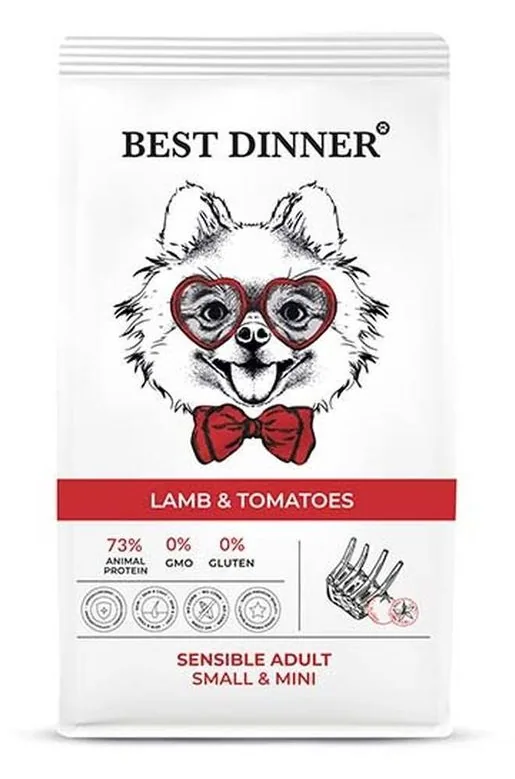 BEST DINNER
LAMB & TOMATOES
73%
ANIMAL
PROTEIN
0%
GMO
0%
GLUTEN
SENSIBLE ADULT
SMALL & MINI